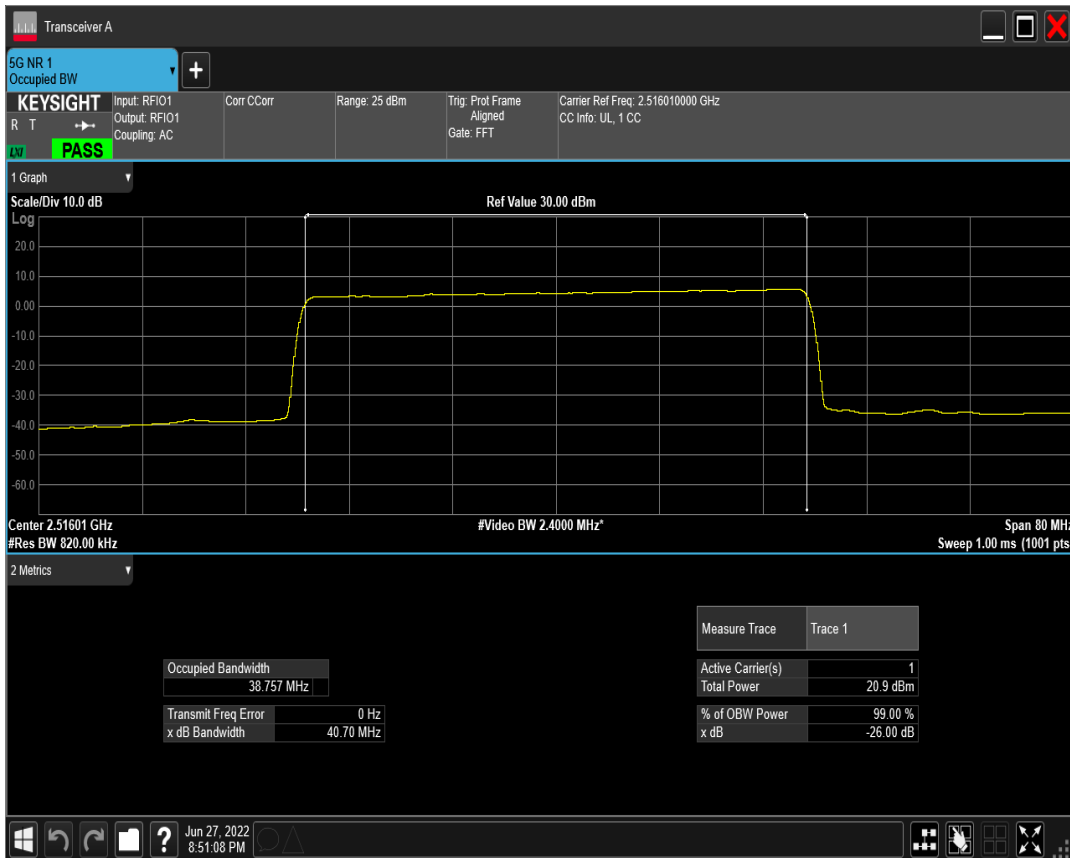 Transceiver A
5G NR 1
Occupied BW
KEYSIGHT
R T
LXI
PASS
Input: RFIO1
Output: RFIO1
Coupling: AC
Corr CCorr
Range: 25 dBm
Trig: Prot Frame
Aligned
Gate: FFT
Carrier Ref Freq: 2.516010000 GHz
CC Info: UL, 1 CC
1 Graph
Scale/Div 10.0 dB
Ref Value 30.00 dBm
Log
20.0
10.0
0.00
-10.0
-20.0
-30.0
-40.0
-50.0
-60.0
Center 2.51601 GHz
#Video BW 2.4000 MHz*
Span 80 MHz
#Res BW 820.00 kHz
Sweep 1.00 ms (1001 pts
2 Metrics
Measure Trace Trace 1
Occupied Bandwidth
38.757 MHz
Active Carrier(s) 1
Total Power 20.9 dBm
Transmit Freq Error 0 Hz
x dB Bandwidth 40.70 MHz
% of OBW Power 99.00 %
x dB -26.00 dB
?
Jun 27, 2022
8:51:08 PM